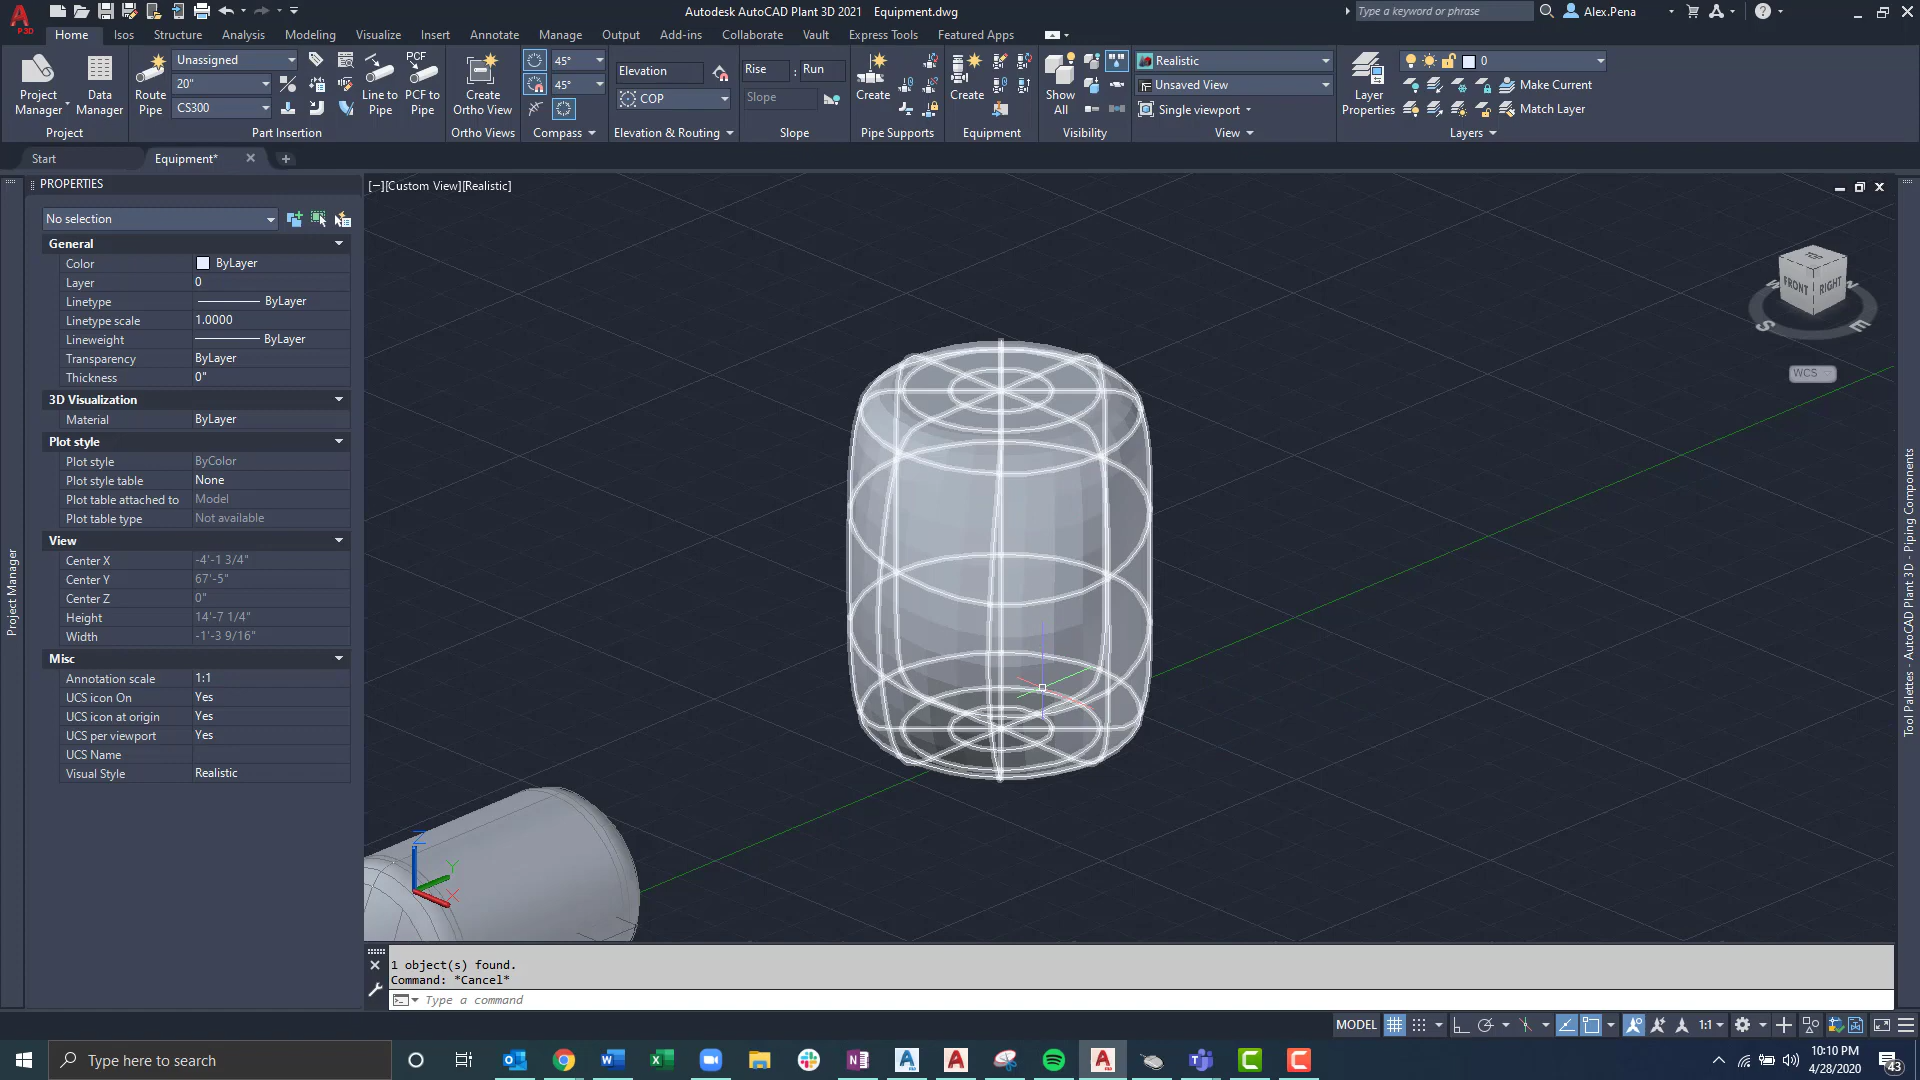 Autodesk AutoCAD Plant 3D 2021 Equipment.dwg
Type a keyword or phrase
Alex.Pena
P3D
Home Isos Structure Analysis Modeling Visualize Insert Annotate Manage Output Add-ins Collaborate Vault Express Tools Featured Apps
Project Manager
Data Manager
Project
Route Pipe
Unassigned
20"
CS300
Line to Pipe
PCF
PCF to Pipe
Part Insertion
Create Ortho View
Ortho Views
45°
45°
Compass
Elevation
COP
Elevation & Routing
Rise : Run
Slope
Slope
Create
Pipe Supports
Create
Equipment
Show All
Visibility
Realistic
Unsaved View
Single viewport
View
Layer Properties
0
Make Current
Match Layer
Layers
Start
Equipment*
PROPERTIES
No selection
General
Color ByLayer
Layer 0
Linetype ByLayer
Linetype scale 1.0000
Lineweight ByLayer
Transparency ByLayer
Thickness 0"
3D Visualization
Material ByLayer
Plot style
Plot style ByColor
Plot style table None
Plot table attached to Model
Plot table type Not available
View
Center X -4'-1 3/4"
Center Y 67'-5"
Center Z 0"
Height 14'-7 1/4"
Width -1'-3 9/16"
Misc
Annotation scale 1:1
UCS icon On Yes
UCS icon at origin Yes
UCS per viewport Yes
UCS Name
Visual Style Realistic
Project Manager
[−][Custom View][Realistic]
TOP
FRONT
RIGHT
S
E
WCS
Z
Y
X
Tool Palettes - AutoCAD Plant 3D - Piping Components
1 object(s) found.
Command: *Cancel*
Type a command
MODEL
1:1
Type here to search
10:10 PM
4/28/2020
43